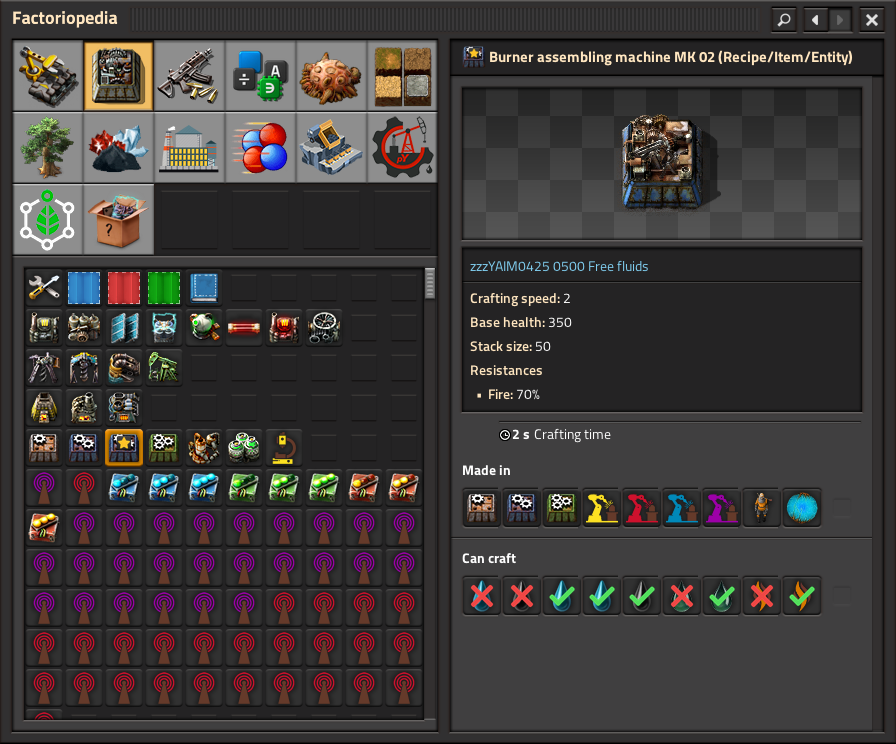 Factoriopedia
Burner assembling machine MK 02 (Recipe/Item/Entity)
zzzYAIM0425 0500 Free fluids
Crafting speed: 2
Base health: 350
Stack size: 50
Resistances
• Fire: 70%
2 s Crafting time
Made in
Can craft